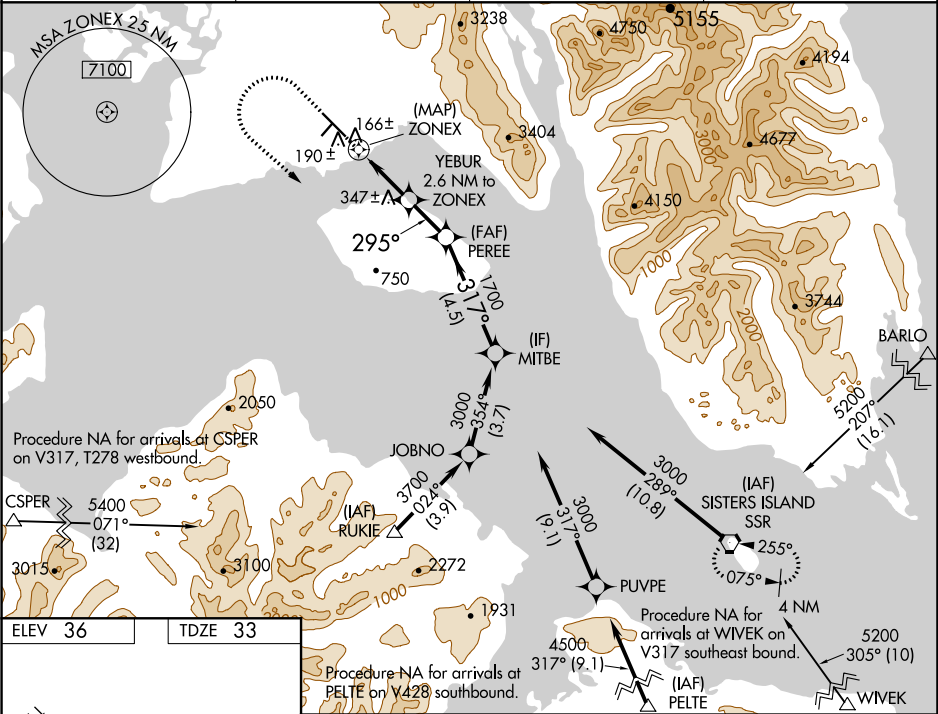 MSA ZONEX 25 NM
7100
3238
5155
4750
4194
(MAP)
ZONEX
166±
190±
3404
4677
3000
YEBUR
2.6 NM to
ZONEX
347±
4150
295°
(FAF)
PEREE
750
1000
1700
317°
(4.5)
3744
2000
(IF)
MITBE
BARLO
5200
207°
(16.1)
2050
3000
354°
(3.7)
Procedure NA for arrivals at CSPER
on V317, T278 westbound.
JOBNO
3700
024°
(3.9)
3000
289°
(10.8)
(IAF)
SISTERS ISLAND
SSR
CSPER
5400
071°
(32)
(IAF)
RUKIE
3000
317°
(9.1)
255°
075°
3015
3100
2272
1000
3000
PUVPE
4 NM
1931
Procedure NA for
arrivals at WIVEK on
V317 southeast bound.
ELEV 36
TDZE 33
5200
305° (10)
4500
317° (9.1)
Procedure NA for arrivals at
PELTE on V428 southbound.
(IAF)
PELTE
WIVEK